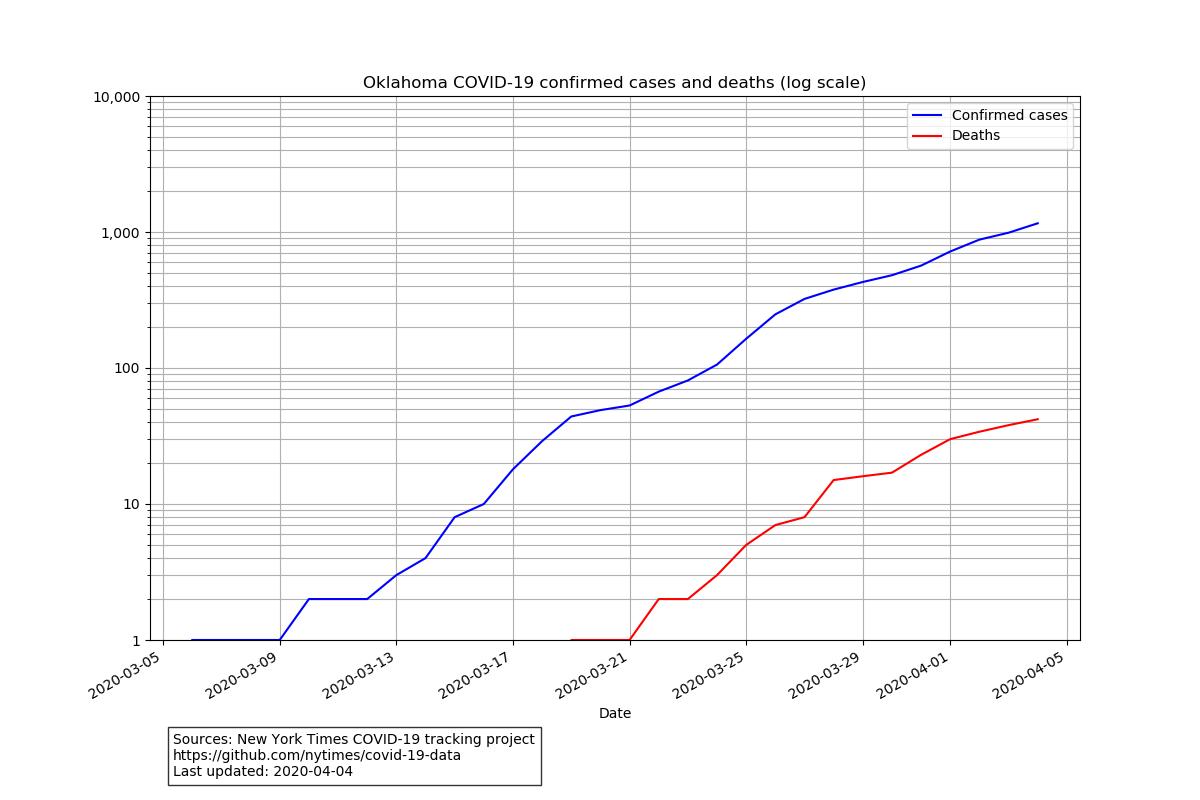 Oklahoma COVID-19 confirmed cases and deaths (log scale)
10,000
1,000
100
10
1
Confirmed cases
Deaths
2020-03-05
2020-03-09
2020-03-13
2020-03-17
2020-03-21
2020-03-25
2020-03-29
2020-04-01
2020-04-05
Date
Sources: New York Times COVID-19 tracking project
https://github.com/nytimes/covid-19-data
Last updated: 2020-04-04